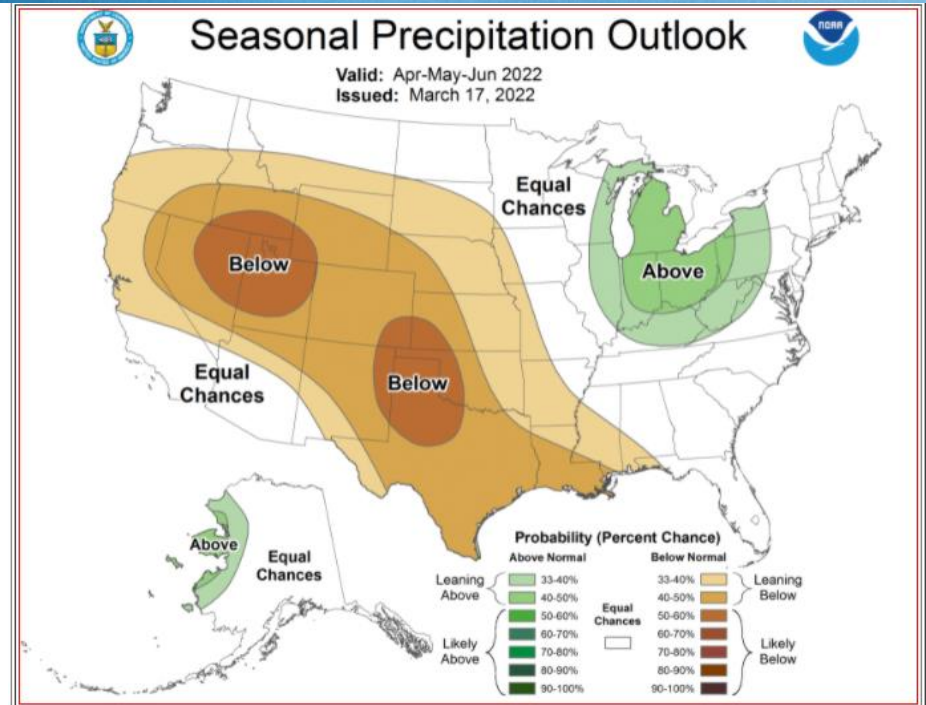 Seasonal Precipitation Outlook
NOAA
Valid: Apr-May-Jun 2022
Issued: March 17, 2022
Equal
Chances
Above
Below
Below
Equal
Chances
Above
Equal
Chances
Probability (Percent Chance)
Above Normal
Below Normal
Leaning
Above
33-40%
40-50%
Likely
Above
50-60%
60-70%
70-80%
80-90%
90-100%
Equal
Chances
33-40%
40-50%
Leaning
Below
50-60%
60-70%
70-80%
80-90%
90-100%
Likely
Below